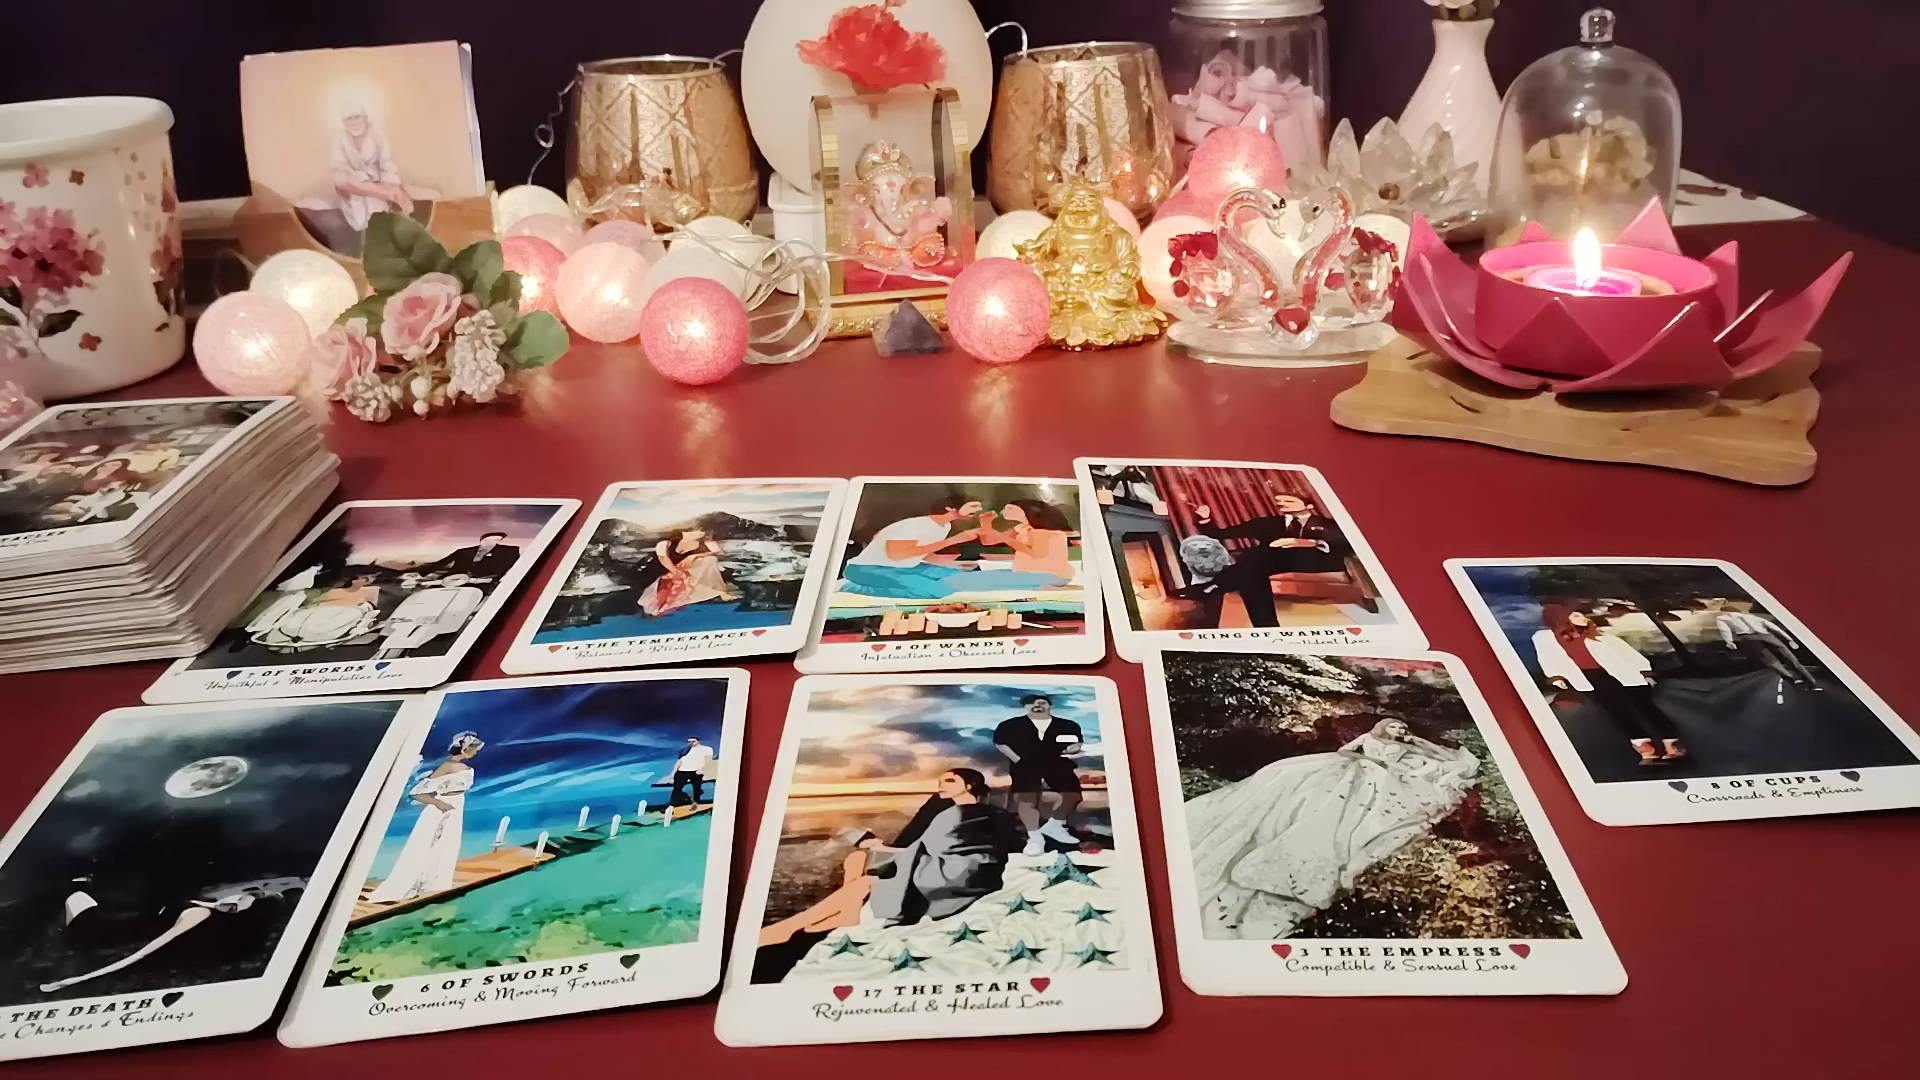 7 OF SWORDS
Unfaithful & Manipulative Love
14 THE TEMPERANCE
Balanced & Blissful Love
8 OF WANDS
Infatuation & Obsessed Love
KING OF WANDS
Confident Love
8 OF CUPS
Crossroads & Emptiness
THE DEATH
Changes & Endings
6 OF SWORDS
Overcoming & Moving Forward
17 THE STAR
Rejuvenated & Healed Love
3 THE EMPRESS
Compatible & Sensual Love